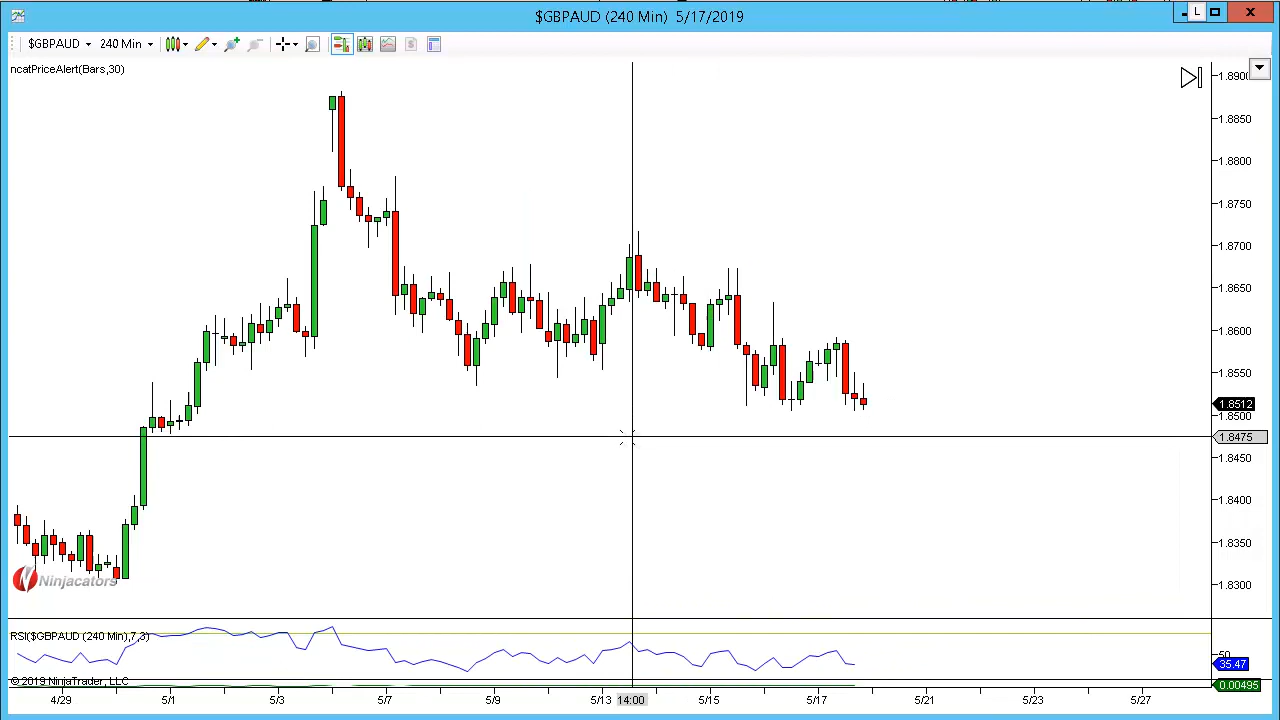 $GBPAUD (240 Min) 5/17/2019
L
$GBPAUD 240 Min
ncatPriceAlert(Bars,30)
1.8900
1.8850
1.8800
1.8750
1.8700
1.8650
1.8600
1.8550
1.8512
1.8500
1.8475
1.8450
1.8400
1.8350
1.8300
Ninjacators
RSI($GBPAUD (240 Min),7,3)
50
35.47
© 2019 NinjaTrader, LLC
0.00495
4/29 5/1 5/3 5/7 5/9 5/13 14:00 5/15 5/17 5/21 5/23 5/27